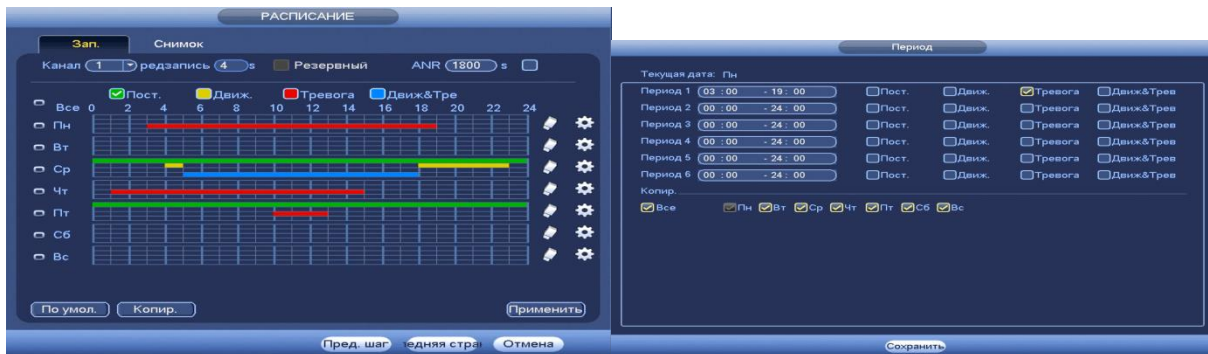 РАСПИСАНИЕ
Зап. Снимок
Канал 1 редзапись 4 s Резервный ANR 1800 s
Пост. Движ. Тревога Движ&Тре
Все 0 2 4 6 8 10 12 14 16 18 20 22 24
Пн
Вт
Ср
Чт
Пт
Сб
Вс
По умол. Копир. Применить
Пред. шаг едняя стра Отмена
Период
Текущая дата: Пн
Период 1 03 : 00 - 19 : 00 Пост. Движ. Тревога Движ&Трев
Период 2 00 : 00 - 24 : 00 Пост. Движ. Тревога Движ&Трев
Период 3 00 : 00 - 24 : 00 Пост. Движ. Тревога Движ&Трев
Период 4 00 : 00 - 24 : 00 Пост. Движ. Тревога Движ&Трев
Период 5 00 : 00 - 24 : 00 Пост. Движ. Тревога Движ&Трев
Период 6 00 : 00 - 24 : 00 Пост. Движ. Тревога Движ&Трев
Копир.
Все Пн Вт Ср Чт Пт Сб Вс
Сохранить